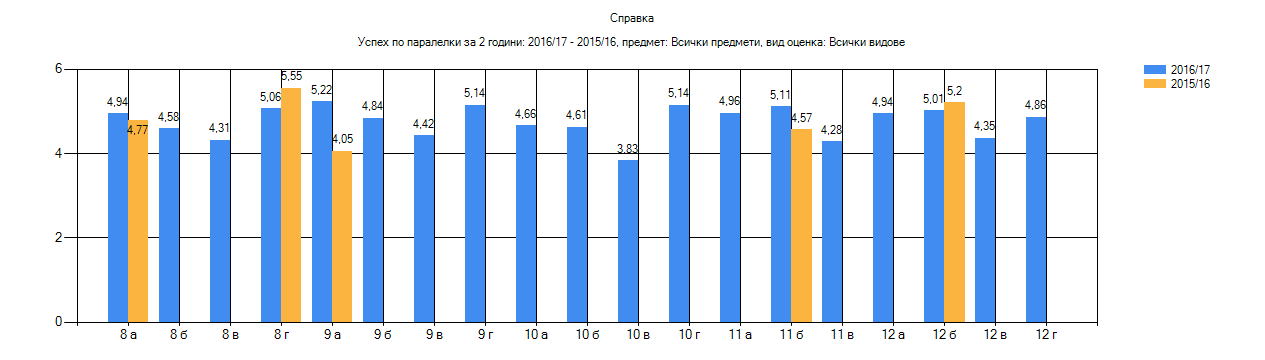 Справка
Успех по паралелки за 2 години: 2016/17 - 2015/16, предмет: Всички предмети, вид оценка: Всички видове
2016/17
2015/16
6
4
2
0
4,94
4,77
4,58
4,31
5,06
5,55
5,22
4,05
4,84
4,42
5,14
4,66
4,61
3,83
5,14
4,96
5,11
4,57
4,28
4,94
5,01
5,2
4,35
4,86
8 а
8 б
8 в
8 г
9 а
9 б
9 в
9 г
10 а
10 б
10 в
10 г
11 а
11 б
11 в
12 а
12 б
12 в
12 г